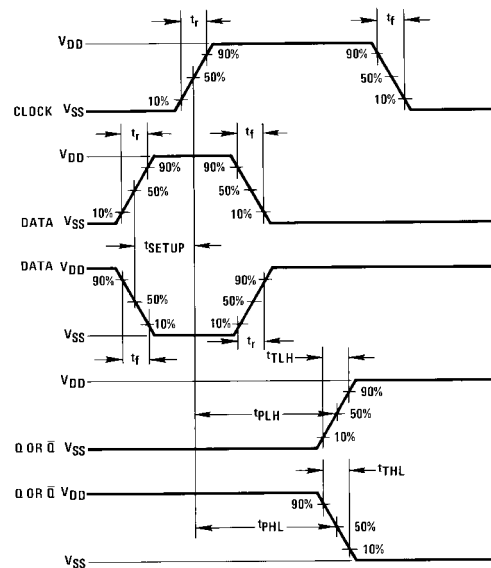 tr
tf
VDD
90%
90%
50%
50%
10%
10%
CLOCK VSS
tr
tf
VDD
90%
90%
50%
50%
10%
10%
DATA VSS
tSETUP
DATA VDD
90%
90%
50%
50%
10%
10%
VSS
tf
tr
tTLH
VDD
90%
tPLH
50%
10%
Q OR Q̅ VSS
tTHL
Q OR Q̅ VDD
90%
tPHL
50%
10%
VSS